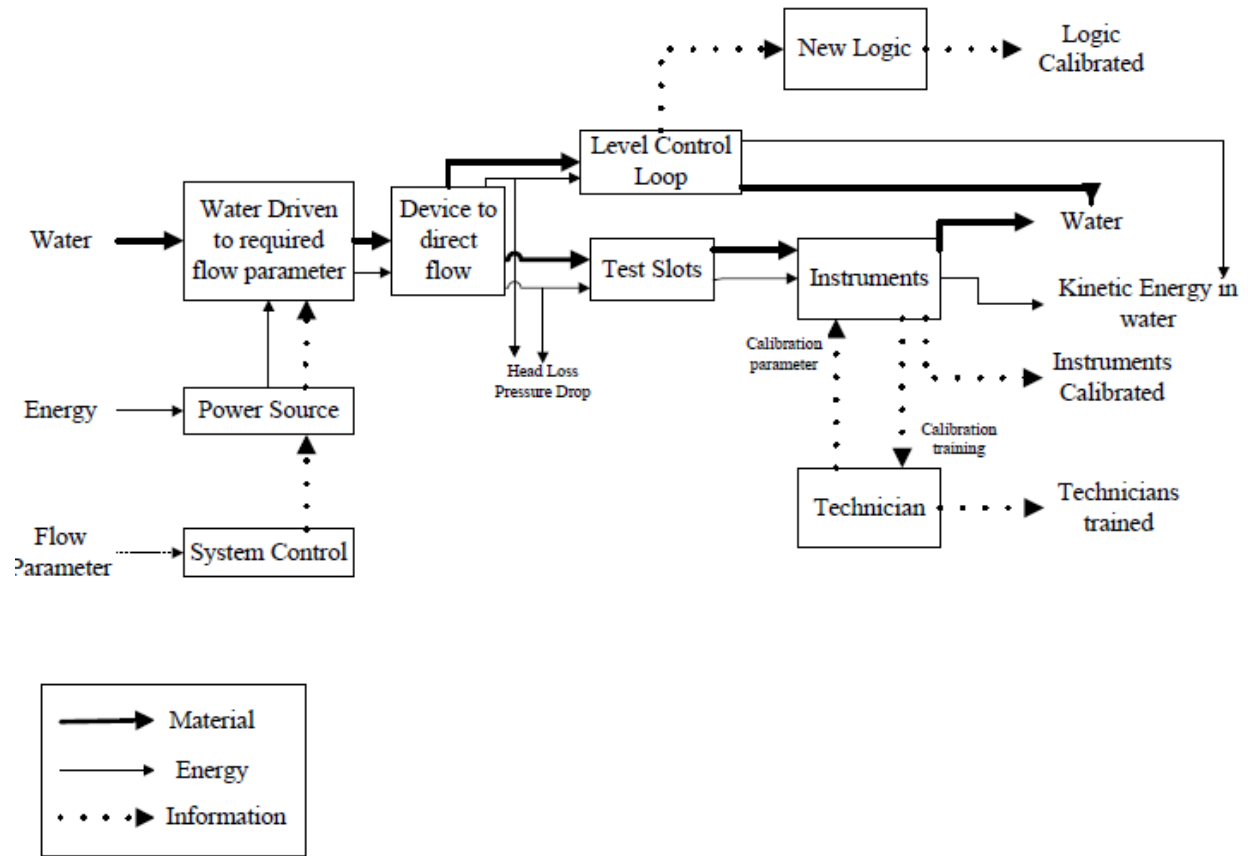 New Logic
Logic
Calibrated
Level Control
Loop
Water
Water Driven
to required
flow parameter
Device to
direct
flow
Test Slots
Instruments
Water
Kinetic Energy in
water
Calibration
parameter
Head Loss
Pressure Drop
Instruments
Calibrated
Energy
Power Source
Calibration
training
Technician
Technicians
trained
Flow
Parameter
System Control
Material
Energy
Information